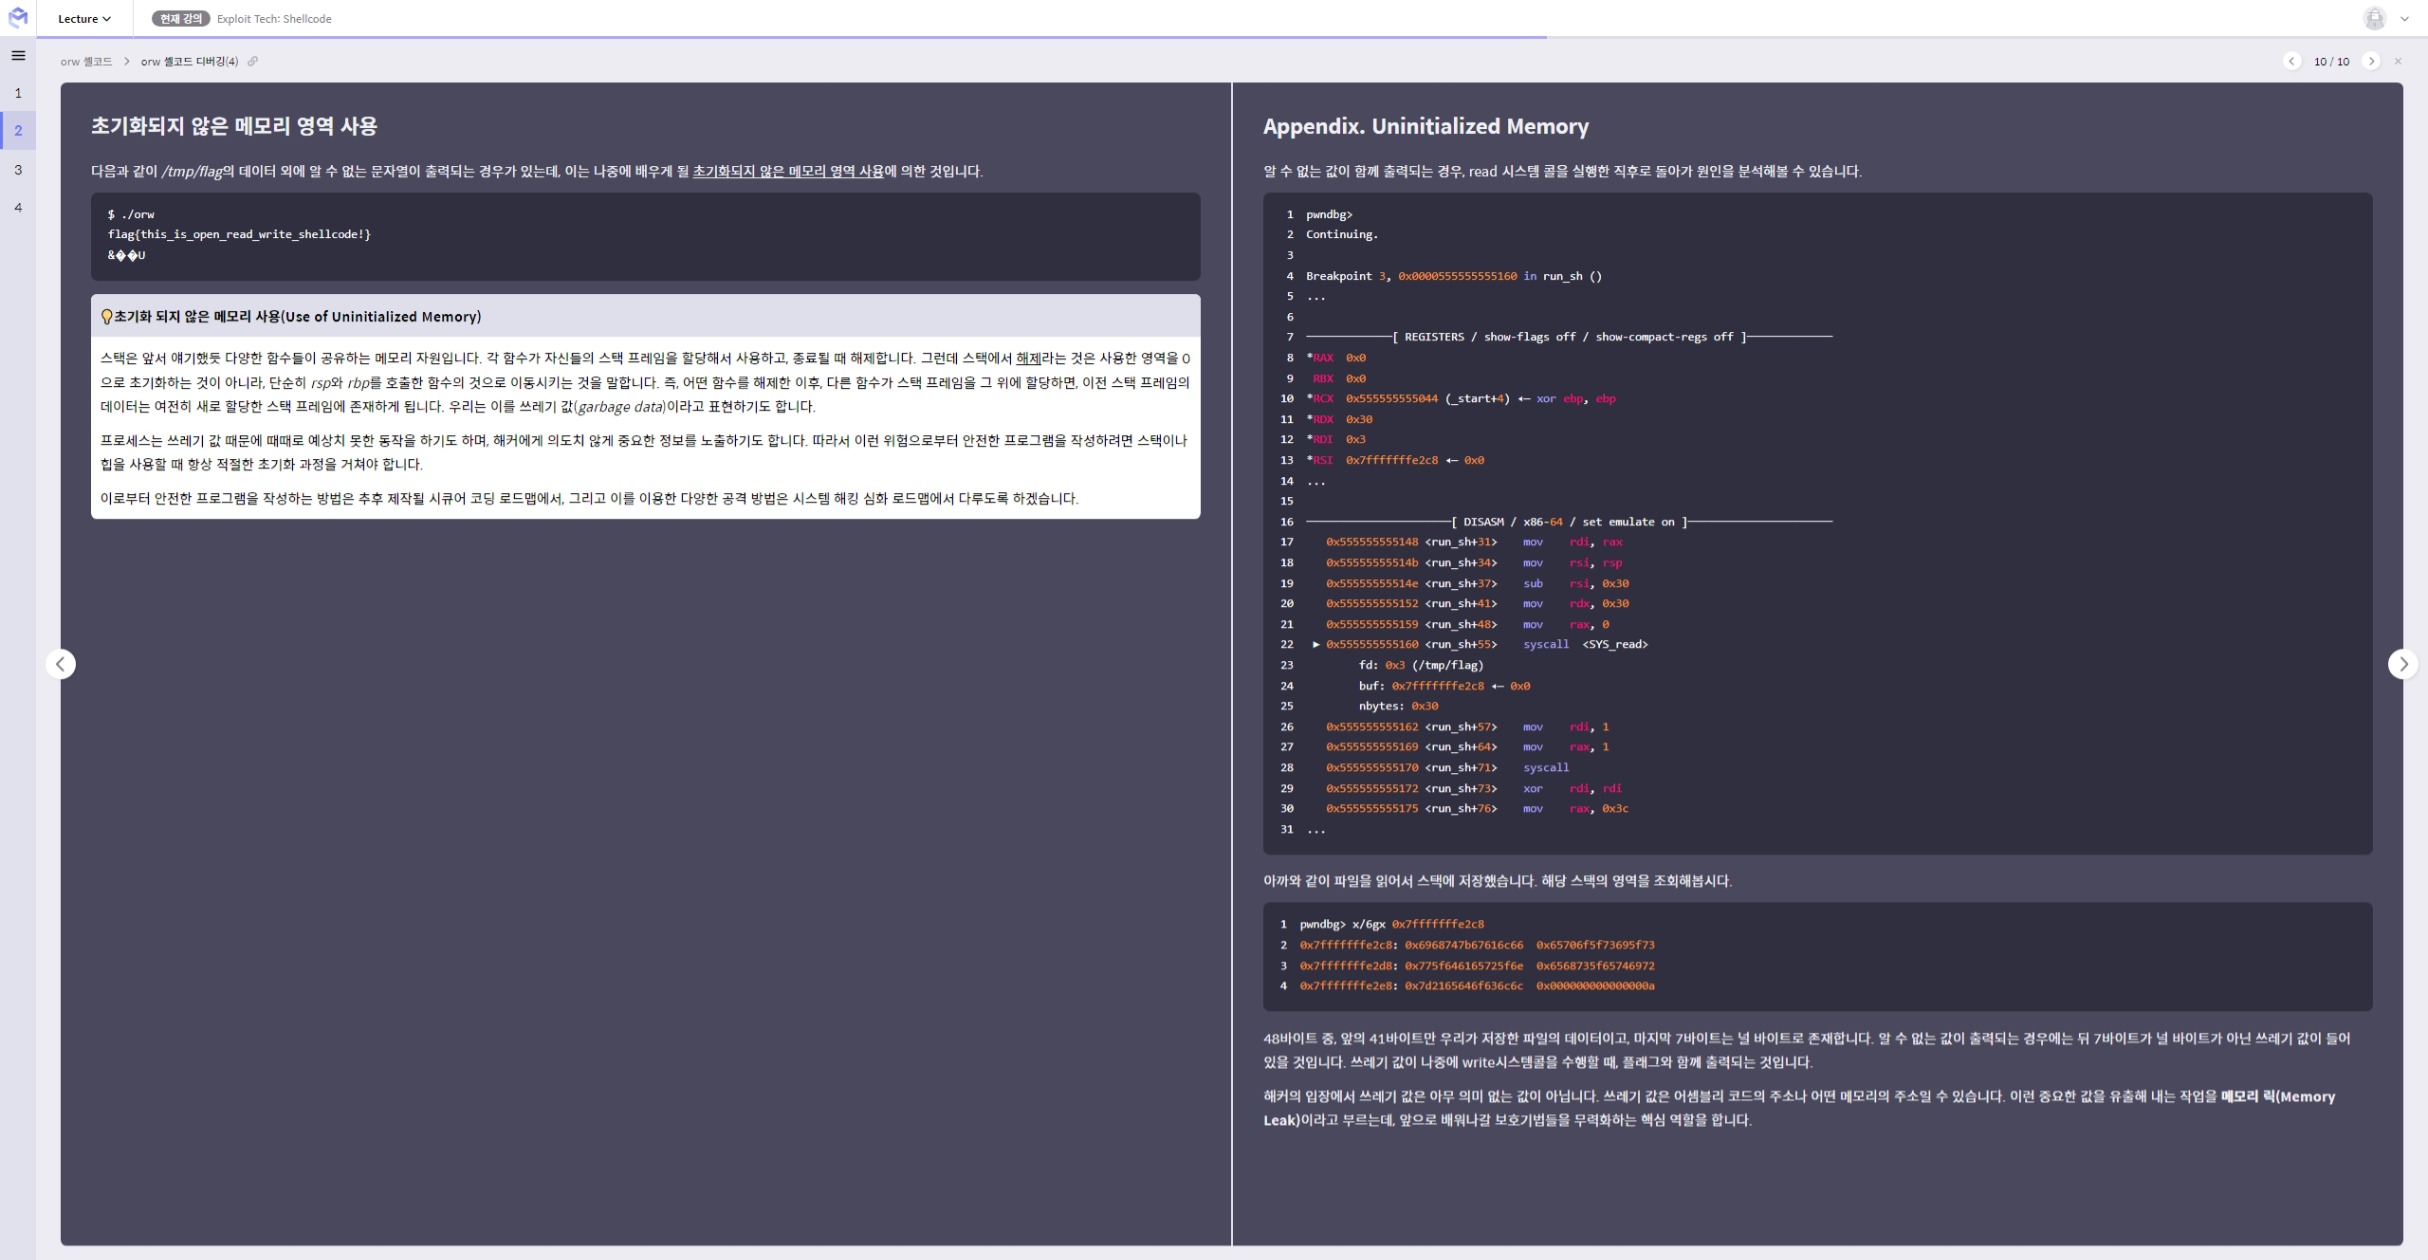 Lecture
현재 강의 Exploit Tech: Shellcode
orw 셸코드 > orw 셸코드 디버깅(4)
10 / 10
1
2
3
4
초기화되지 않은 메모리 영역 사용
다음과 같이 /tmp/flag의 데이터 외에 알 수 없는 문자열이 출력되는 경우가 있는데, 이는 나중에 배우게 될 초기화되지 않은 메모리 영역 사용에 의한 것입니다.
$ ./orw
flag{this_is_open_read_write_shellcode!}
&��U
초기화 되지 않은 메모리 사용(Use of Uninitialized Memory)
스택은 앞서 얘기했듯 다양한 함수들이 공유하는 메모리 자원입니다. 각 함수가 자신들의 스택 프레임을 할당해서 사용하고, 종료될 때 해제합니다. 그런데 스택에서 해제라는 것은 사용한 영역을 0
으로 초기화하는 것이 아니라, 단순히 rsp와 rbp를 호출한 함수의 것으로 이동시키는 것을 말합니다. 즉, 어떤 함수를 해제한 이후, 다른 함수가 스택 프레임을 그 위에 할당하면, 이전 스택 프레임의
데이터는 여전히 새로 할당한 스택 프레임에 존재하게 됩니다. 우리는 이를 쓰레기 값(garbage data)이라고 표현하기도 합니다.
프로세스는 쓰레기 값 때문에 때때로 예상치 못한 동작을 하기도 하며, 해커에게 의도치 않게 중요한 정보를 노출하기도 합니다. 따라서 이런 위험으로부터 안전한 프로그램을 작성하려면 스택이나
힙을 사용할 때 항상 적절한 초기화 과정을 거쳐야 합니다.
이로부터 안전한 프로그램을 작성하는 방법은 추후 제작될 시큐어 코딩 로드맵에서, 그리고 이를 이용한 다양한 공격 방법은 시스템 해킹 심화 로드맵에서 다루도록 하겠습니다.
Appendix. Uninitialized Memory
알 수 없는 값이 함께 출력되는 경우, read 시스템 콜을 실행한 직후로 돌아가 원인을 분석해볼 수 있습니다.
1 pwndbg>
2 Continuing.
3
4 Breakpoint 3, 0x0000555555555160 in run_sh ()
5 ...
6
7 ─────────────[ REGISTERS / show-flags off / show-compact-regs off ]─────────────
8 *RAX 0x0
9 RBX 0x0
10 *RCX 0x555555555044 (_start+4) ← xor ebp, ebp
11 *RDX 0x30
12 *RDI 0x3
13 *RSI 0x7fffffffe2c8 ← 0x0
14 ...
15
16 ──────────────────────[ DISASM / x86-64 / set emulate on ]──────────────────────
17 0x555555555148 <run_sh+31> mov rdi, rax
18 0x55555555514b <run_sh+34> mov rsi, rsp
19 0x55555555514e <run_sh+37> sub rsi, 0x30
20 0x555555555152 <run_sh+41> mov rdx, 0x30
21 0x555555555159 <run_sh+48> mov rax, 0
22 ► 0x555555555160 <run_sh+55> syscall <SYS_read>
23 fd: 0x3 (/tmp/flag)
24 buf: 0x7fffffffe2c8 ← 0x0
25 nbytes: 0x30
26 0x555555555162 <run_sh+57> mov rdi, 1
27 0x555555555169 <run_sh+64> mov rax, 1
28 0x555555555170 <run_sh+71> syscall
29 0x555555555172 <run_sh+73> xor rdi, rdi
30 0x555555555175 <run_sh+76> mov rax, 0x3c
31 ...
아까와 같이 파일을 읽어서 스택에 저장했습니다. 해당 스택의 영역을 조회해봅시다.
1 pwndbg> x/6gx 0x7fffffffe2c8
2 0x7fffffffe2c8: 0x6968747b67616c66 0x65706f5f73695f73
3 0x7fffffffe2d8: 0x775f646165725f6e 0x6568735f65746972
4 0x7fffffffe2e8: 0x7d2165646f636c6c 0x000000000000000a
48바이트 중, 앞의 41바이트만 우리가 저장한 파일의 데이터이고, 마지막 7바이트는 널 바이트로 존재합니다. 알 수 없는 값이 출력되는 경우에는 뒤 7바이트가 널 바이트가 아닌 쓰레기 값이 들어
있을 것입니다. 쓰레기 값이 나중에 write시스템콜을 수행할 때, 플래그와 함께 출력되는 것입니다.
해커의 입장에서 쓰레기 값은 아무 의미 없는 값이 아닙니다. 쓰레기 값은 어셈블리 코드의 주소나 어떤 메모리의 주소일 수 있습니다. 이런 중요한 값을 유출해 내는 작업을 메모리 릭(Memory
Leak)이라고 부르는데, 앞으로 배워나갈 보호기법들을 무력화하는 핵심 역할을 합니다.